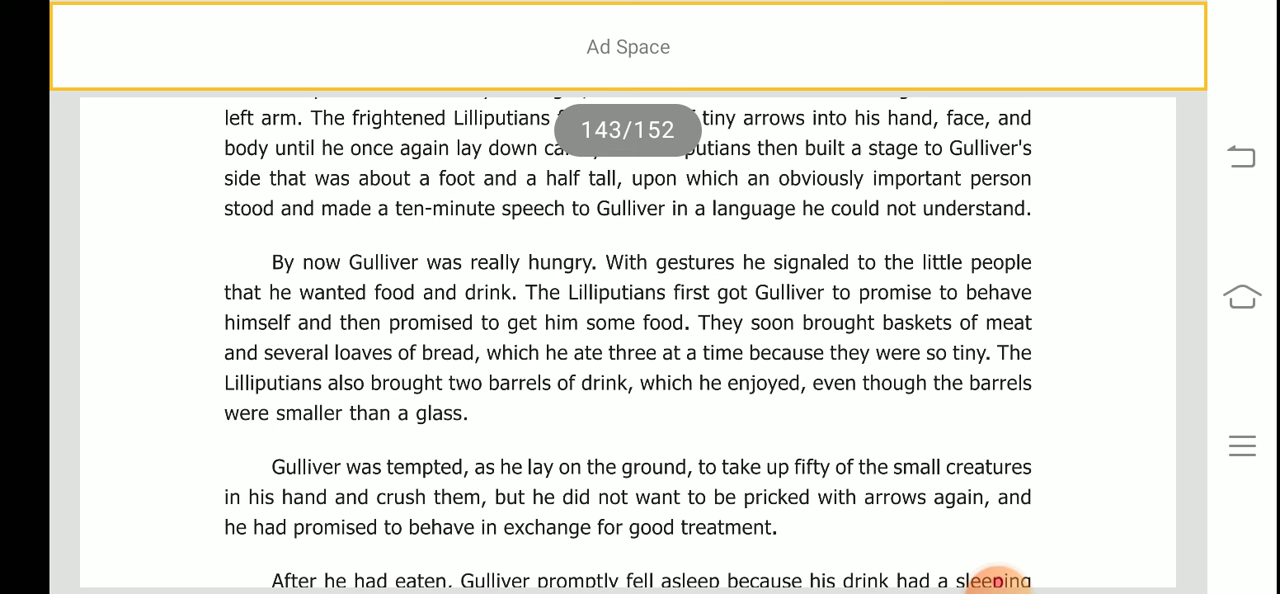 Ad Space
143/152
left arm. The frightened Lilliputians tiny arrows into his hand, face, and
body until he once again lay down then built a stage to Gulliver's
side that was about a foot and a half tall, upon which an obviously important person
stood and made a ten-minute speech to Gulliver in a language he could not understand.
By now Gulliver was really hungry. With gestures he signaled to the little people
that he wanted food and drink. The Lilliputians first got Gulliver to promise to behave
himself and then promised to get him some food. They soon brought baskets of meat
and several loaves of bread, which he ate three at a time because they were so tiny. The
Lilliputians also brought two barrels of drink, which he enjoyed, even though the barrels
were smaller than a glass.
Gulliver was tempted, as he lay on the ground, to take up fifty of the small creatures
in his hand and crush them, but he did not want to be pricked with arrows again, and
he had promised to behave in exchange for good treatment.
After he had eaten, Gulliver promptly fell asleep because his drink had a sleeping